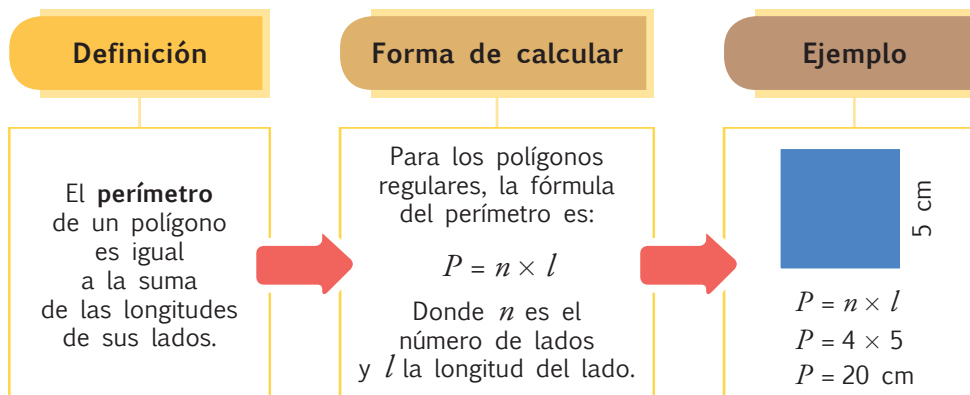 Definición
El perímetro
de un polígono
es igual
a la suma
de las longitudes
de sus lados.
Forma de calcular
Para los polígonos
regulares, la fórmula
del perímetro es:
P = n × l
Donde n es el
número de lados
y l la longitud del lado.
Ejemplo
5 cm
P = n × l
P = 4 × 5
P = 20 cm